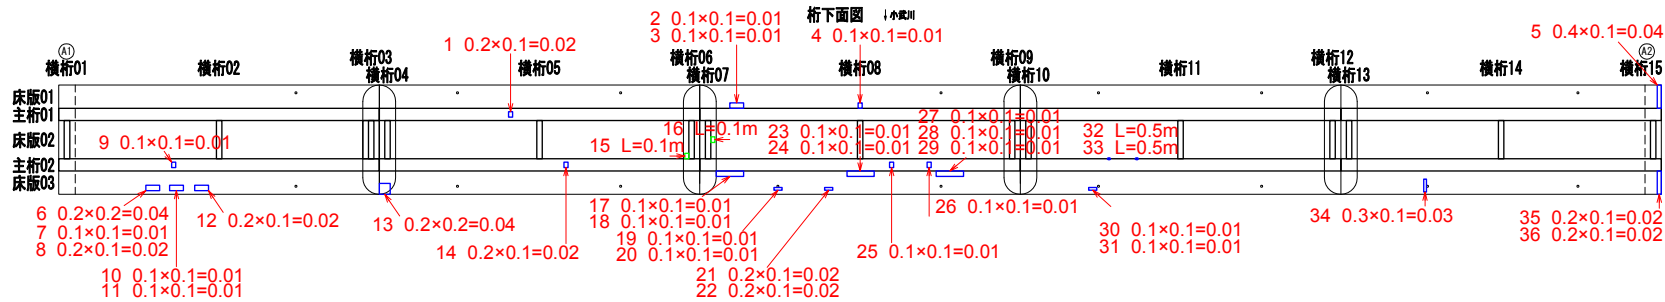 桁下面図 ↓小武川
A1
A2
横桁01
横桁02
横桁03
横桁04
横桁05
横桁06
横桁07
横桁08
横桁09
横桁10
横桁11
横桁12
横桁13
横桁14
横桁15
床版01
主桁01
床版02
主桁02
床版03
1 0.2×0.1=0.02
2 0.1×0.1=0.01
3 0.1×0.1=0.01
4 0.1×0.1=0.01
5 0.4×0.1=0.04
9 0.1×0.1=0.01
15 L=0.1m
16 L=0.1m
23 0.1×0.1=0.01
24 0.1×0.1=0.01
27 0.1×0.1=0.01
28 0.1×0.1=0.01
29 0.1×0.1=0.01
32 L=0.5m
33 L=0.5m
6 0.2×0.2=0.04
7 0.1×0.1=0.01
8 0.2×0.1=0.02
10 0.1×0.1=0.01
11 0.1×0.1=0.01
12 0.2×0.1=0.02
13 0.2×0.2=0.04
14 0.2×0.1=0.02
17 0.1×0.1=0.01
18 0.1×0.1=0.01
19 0.1×0.1=0.01
20 0.1×0.1=0.01
21 0.2×0.1=0.02
22 0.2×0.1=0.02
25 0.1×0.1=0.01
26 0.1×0.1=0.01
30 0.1×0.1=0.01
31 0.1×0.1=0.01
34 0.3×0.1=0.03
35 0.2×0.1=0.02
36 0.2×0.1=0.02